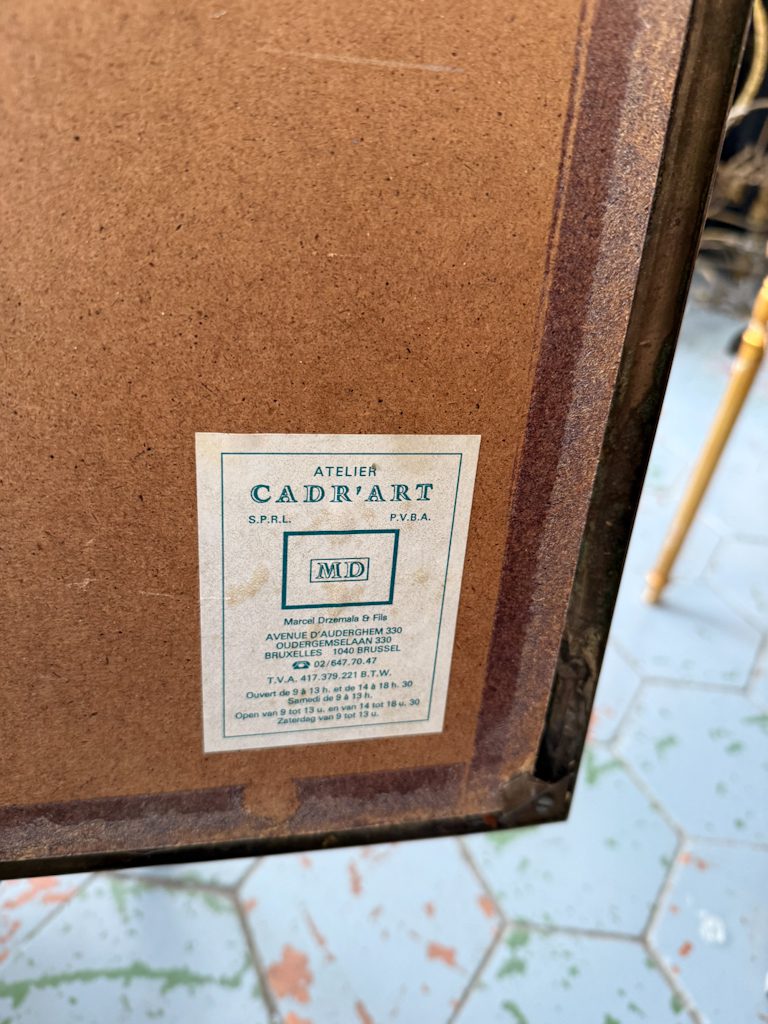 ATELIER
CADR'ART
S.P.R.L. P.V.B.A.
MD
Marcel Drzemala & Fils
AVENUE D'AUDERGHEM 330
OUDERGEMSELAAN 330
BRUXELLES 1040 BRUSSEL
☎ 02/647.70.47
T.V.A. 417.379.221 B.T.W.
Ouvert de 9 à 13 h. et de 14 à 18 h. 30
Samedi de 9 à 13 h.
Open van 9 tot 13 u. en van 14 tot 18 u. 30
Zaterdag van 9 tot 13 u.